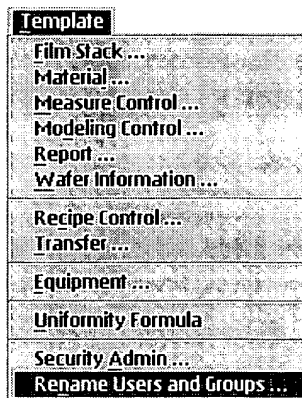 Template
Film Stack ...
Material ...
Measure Control ...
Modeling Control ...
Report ...
Wafer Information ...
Recipe Control ...
Transfer ...
Equipment ...
Uniformity Formula
Security Admin ...
Rename Users and Groups ...